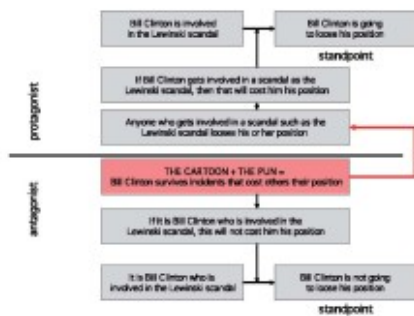 Bill Clinton is involved
in the Lewinski scandal
Bill Clinton is going
to loose his position
standpoint
If Bill Clinton gets involved in a scandal as the
Lewinski scandal, then that will cost him his position
Anyone who gets involved in a scandal such as the
Lewinski scandal looses his or her position
protagonist
THE CARTOON + THE PUN =
Bill Clinton survives incidents that cost others their position
antagonist
If it is Bill Clinton who is involved in the
Lewinski scandal, this will not cost him his position
It is Bill Clinton who is
involved in the Lewinski scandal
Bill Clinton is not going
to loose his position
standpoint